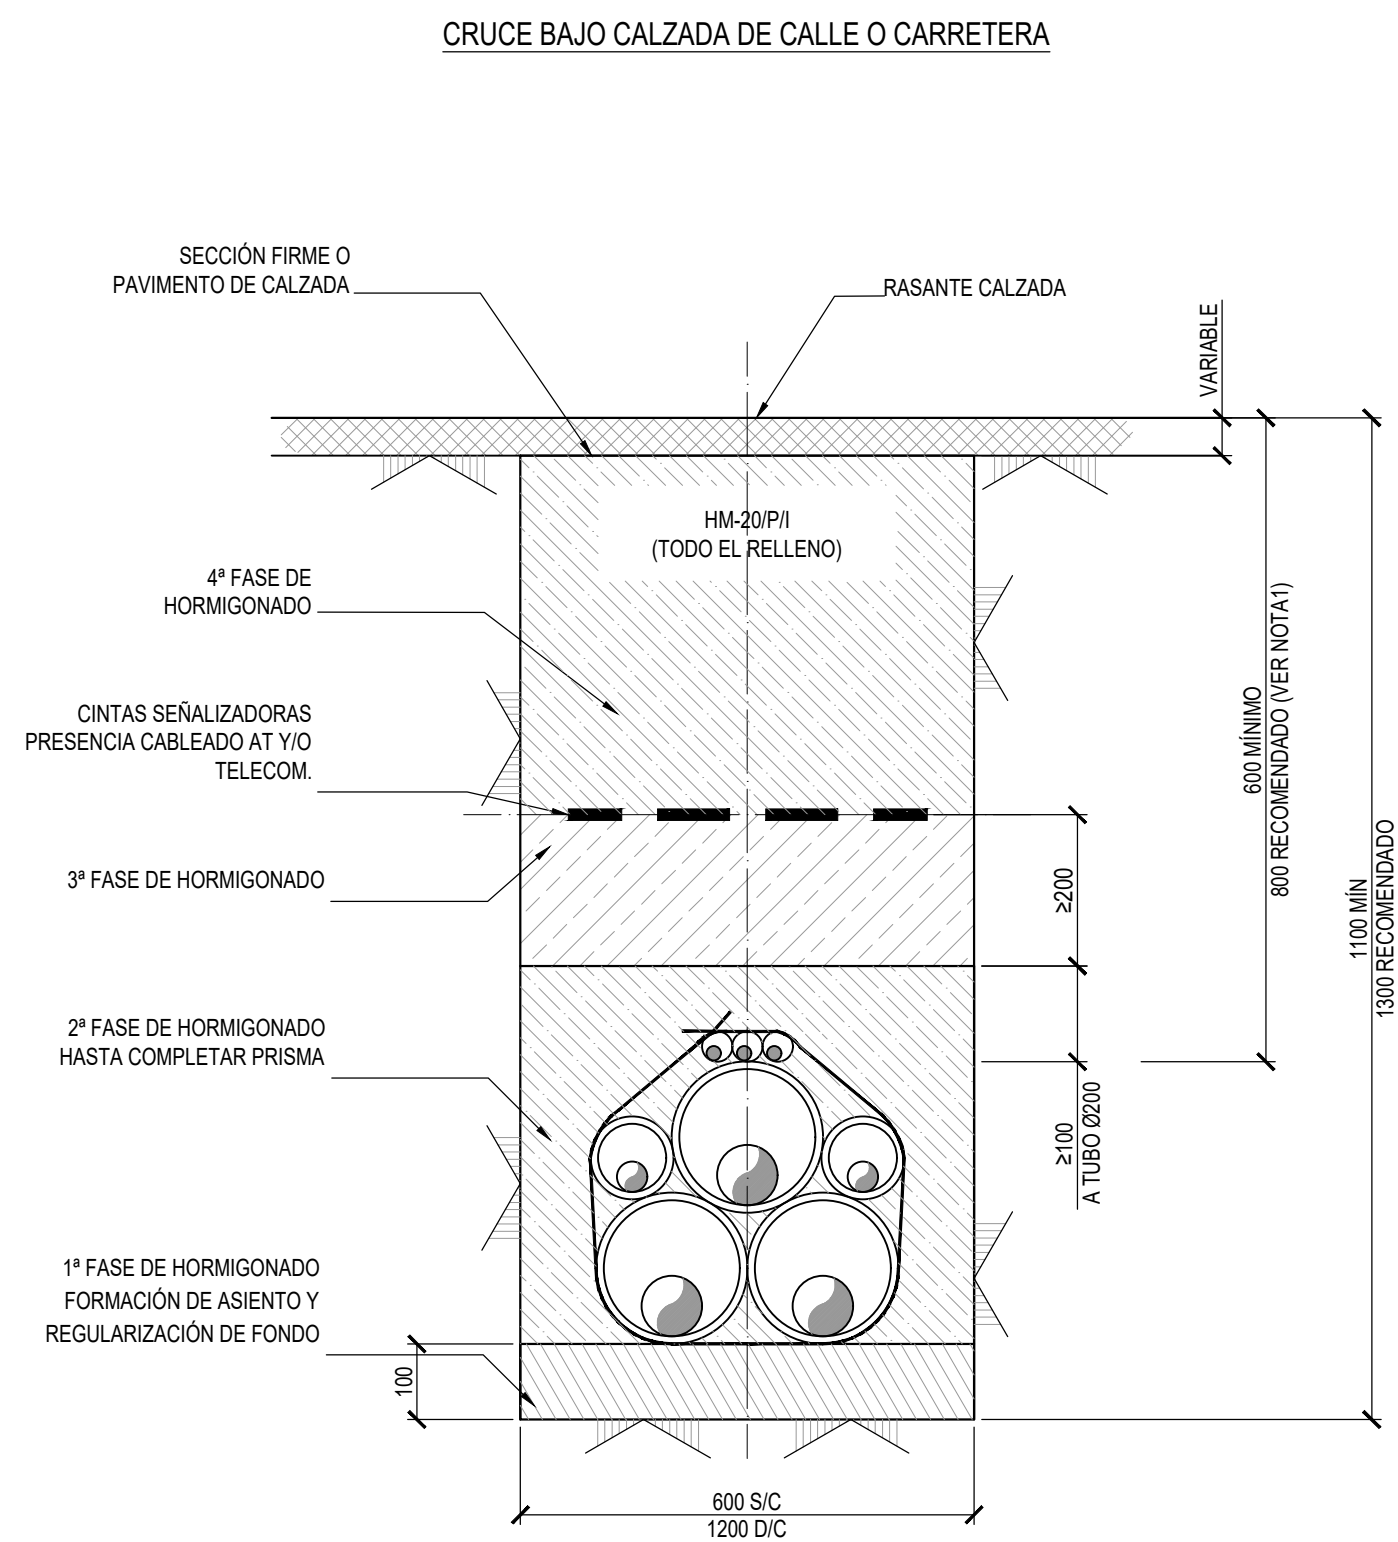 CRUCE BAJO CALZADA DE CALLE O CARRETERA
SECCIÓN FIRME O
PAVIMENTO DE CALZADA
RASANTE CALZADA
VARIABLE
HM-20/P/I
(TODO EL RELLENO)
4ª FASE DE
HORMIGONADO
CINTAS SEÑALIZADORAS
PRESENCIA CABLEADO AT Y/O
TELECOM.
3ª FASE DE HORMIGONADO
2ª FASE DE HORMIGONADO
HASTA COMPLETAR PRISMA
1ª FASE DE HORMIGONADO
FORMACIÓN DE ASIENTO Y
REGULARIZACIÓN DE FONDO
100
600 S/C
1200 D/C
≥200
≥100
A TUBO Ø200
600 MÍNIMO
800 RECOMENDADO (VER NOTA1)
1100 MÍN
1300 RECOMENDADO